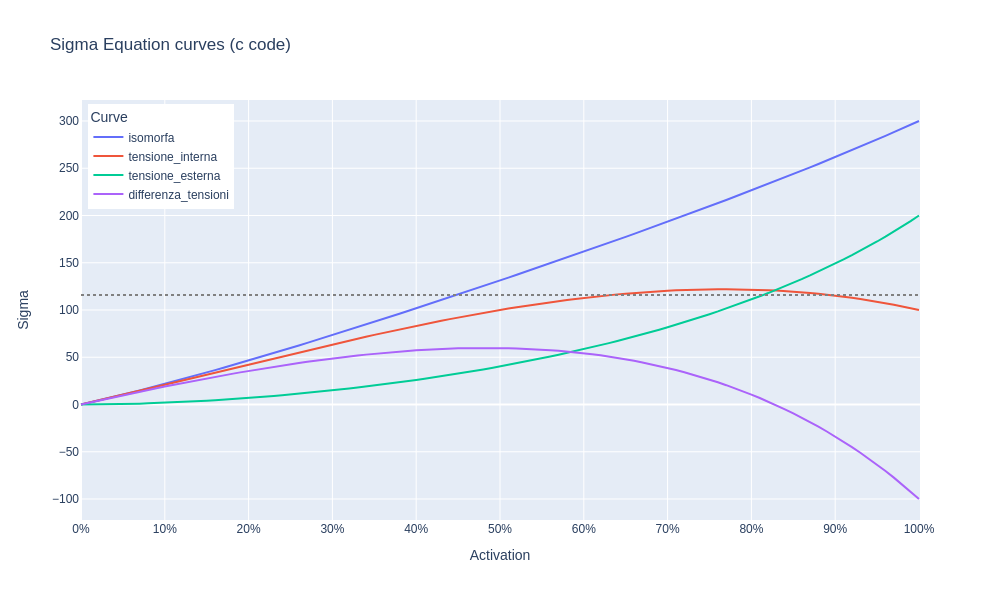 Sigma Equation curves (c code)
Curve
isomorfa
tensione_interna
tensione_esterna
differenza_tensioni
300
250
200
150
100
50
0
−50
−100
Sigma
0% 10% 20% 30% 40% 50% 60% 70% 80% 90% 100%
Activation